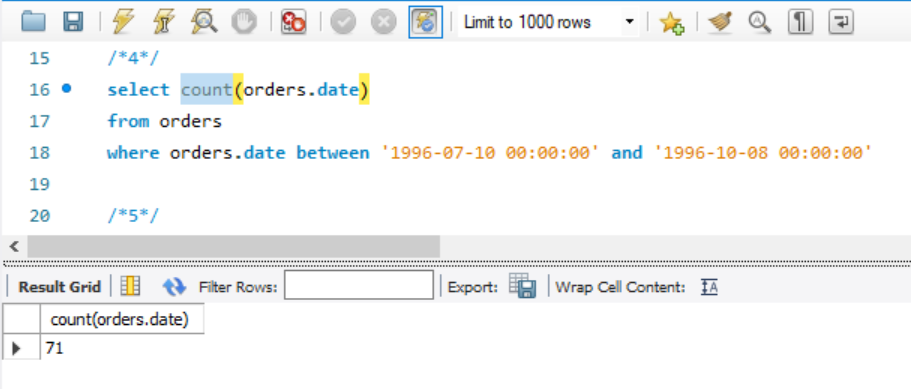 Limit to 1000 rows
15 /*4*/
16 select count(orders.date)
17 from orders
18 where orders.date between '1996-07-10 00:00:00' and '1996-10-08 00:00:00'
19
20 /*5*/
Result Grid Filter Rows: Export: Wrap Cell Content:
count(orders.date)
71